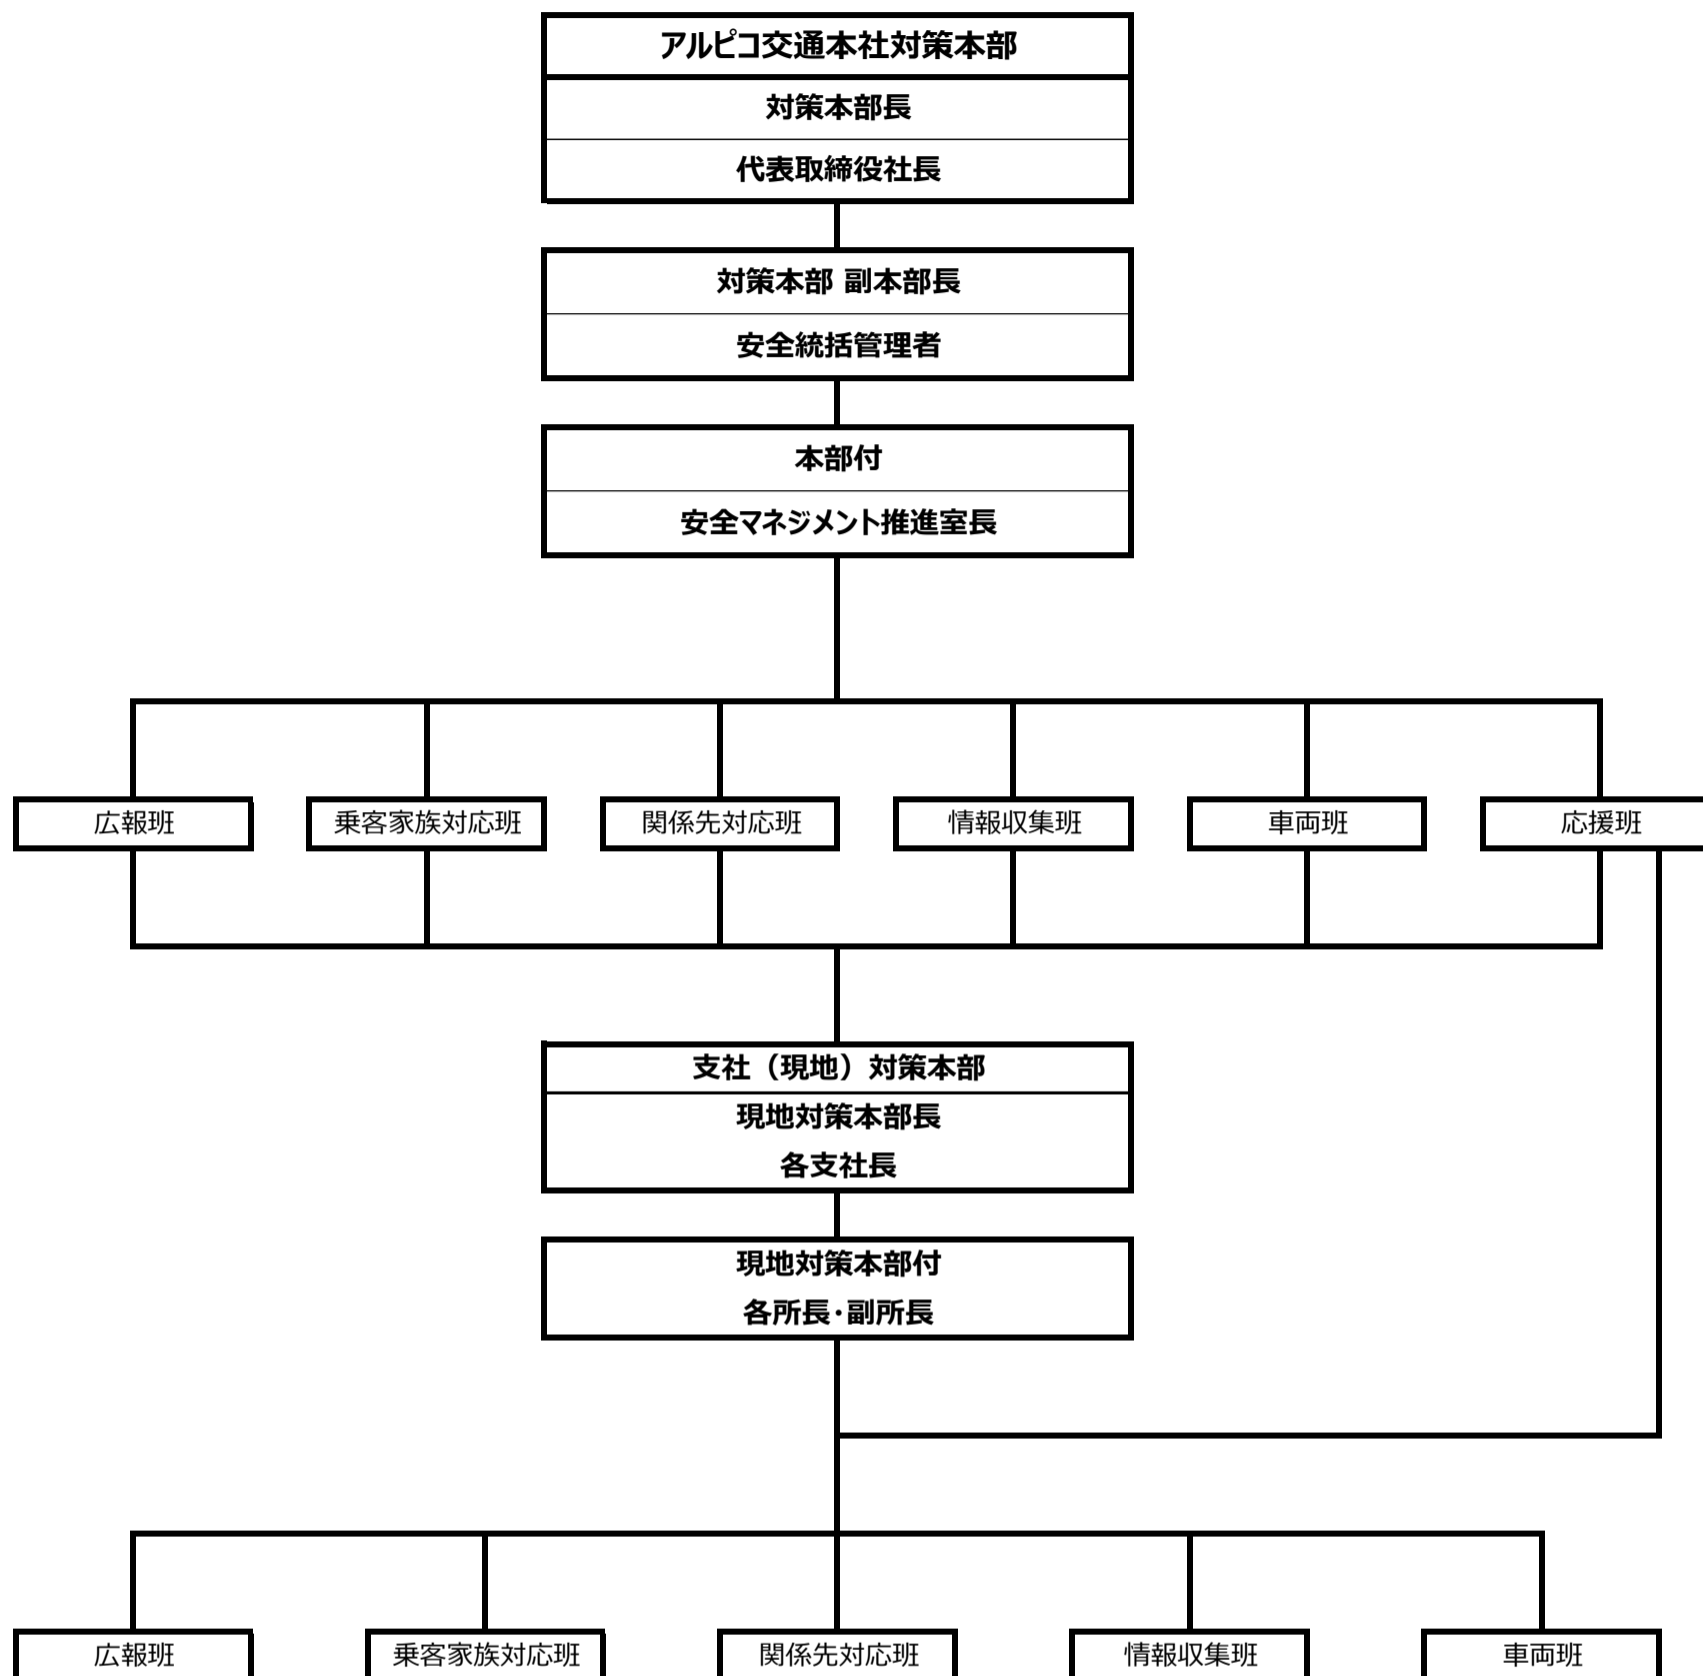 アルピコ交通本社対策本部
対策本部長
代表取締役社長
対策本部 副本部長
安全統括管理者
本部付
安全マネジメント推進室長
広報班
乗客家族対応班
関係先対応班
情報収集班
車両班
応援班
支社（現地）対策本部
現地対策本部長
各支社長
現地対策本部付
各所長・副所長
広報班
乗客家族対応班
関係先対応班
情報収集班
車両班